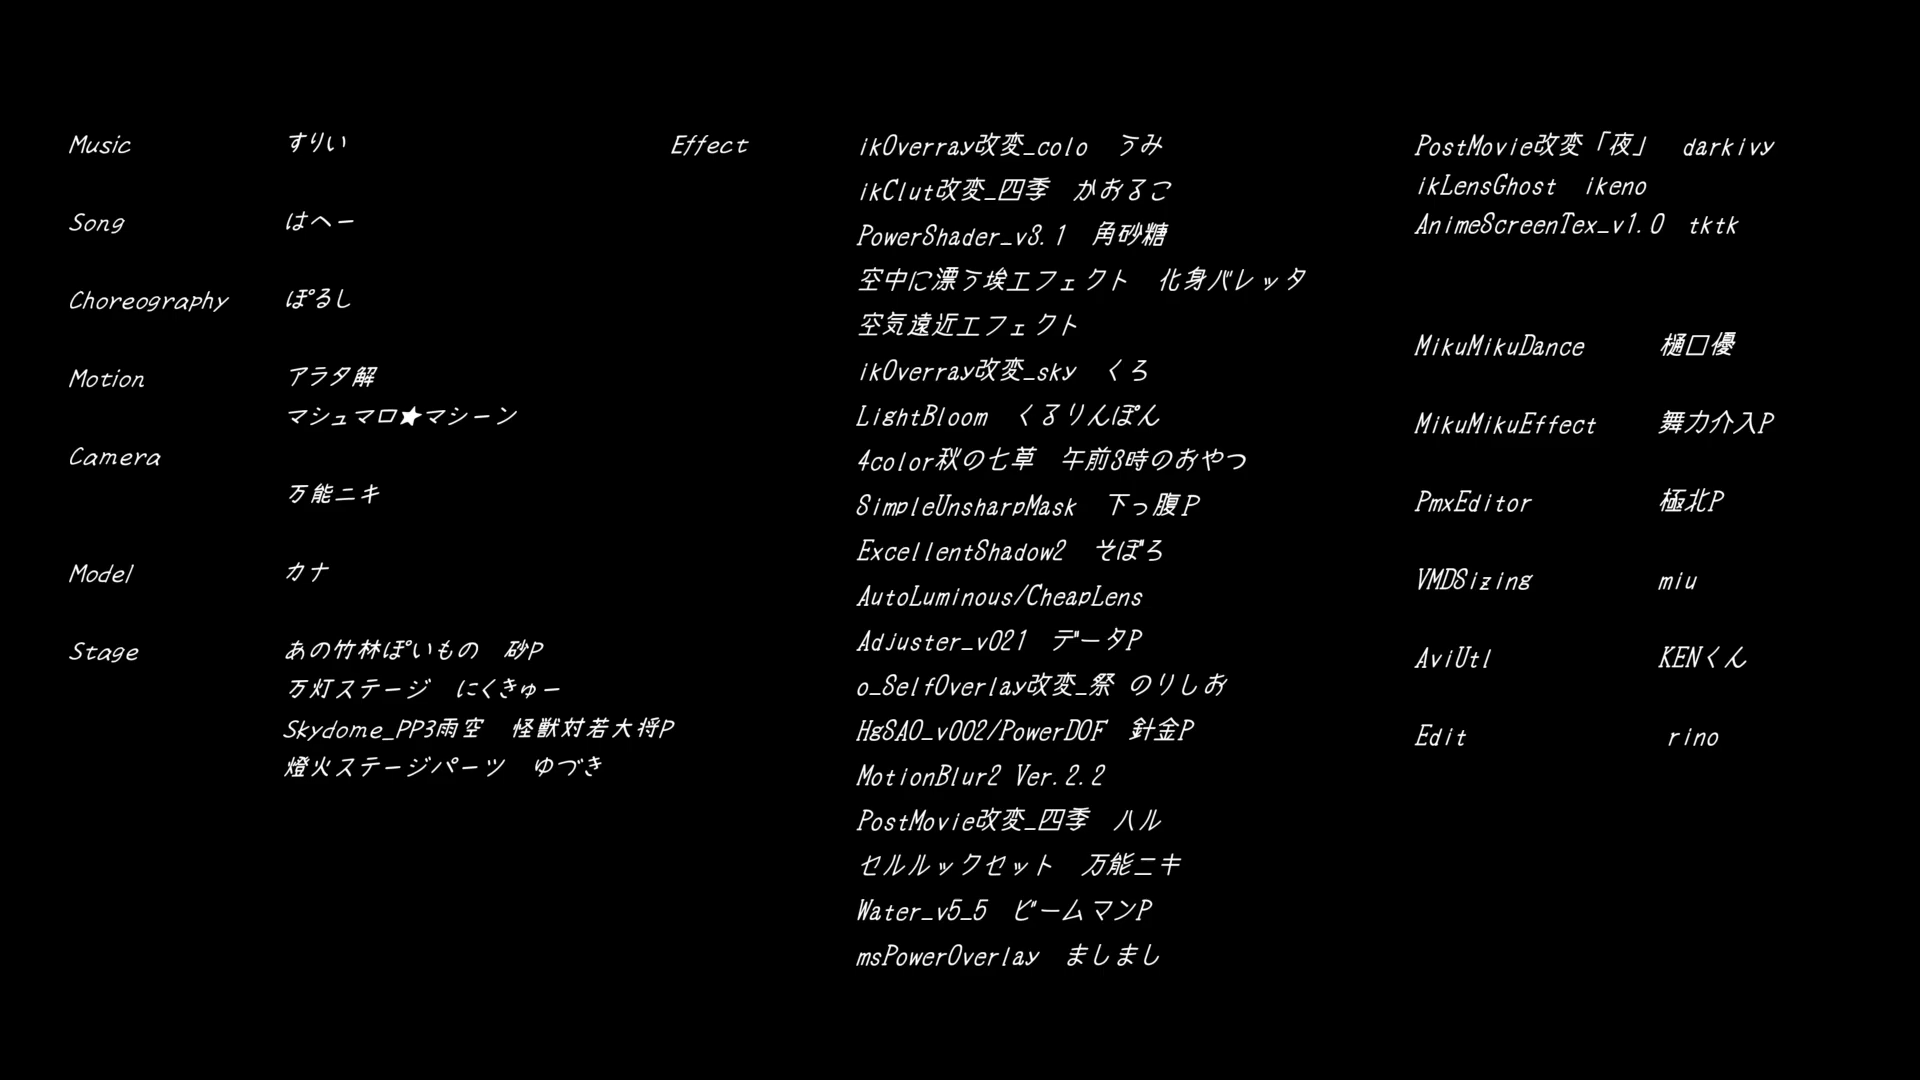 Music　すりい
Song　はへー
Choreography　ぽるし
Motion　アラタ解
マシュマロ★マシーン
Camera
万能ニキ
Model　カナ
Stage　あの竹林ぽいもの　砂P
万灯ステージ　にくきゅー
Skydome_PP3雨空　怪獣対若大将P
燈火ステージパーツ　ゆづき
Effect　ikOverray改変_colo　うみ
ikClut改変_四季　かおるこ
PowerShader_v3.1　角砂糖
空中に漂う埃エフェクト　化身バレッタ
空気遠近エフェクト
ikOverray改変_sky　くろ
LightBloom　くるりんぽん
4color秋の七草　午前3時のおやつ
SimpleUnsharpMask　下っ腹P
ExcellentShadow2　そぼろ
AutoLuminous/CheapLens
Adjuster_v021　データP
o_SelfOverlay改変_祭 のりしお
HgSAO_v002/PowerDOF　針金P
MotionBlur2 Ver.2.2
PostMovie改変_四季　ハル
セルルックセット　万能ニキ
Water_v5_5　ビームマンP
msPowerOverlay　ましまし
PostMovie改変「夜」　darkivy
ikLensGhost　ikeno
AnimeScreenTex_v1.0　tktk
MikuMikuDance　樋口優
MikuMikuEffect　舞力介入P
PmxEditor　極北P
VMDSizing　miu
AviUtl　KENくん
Edit　rino